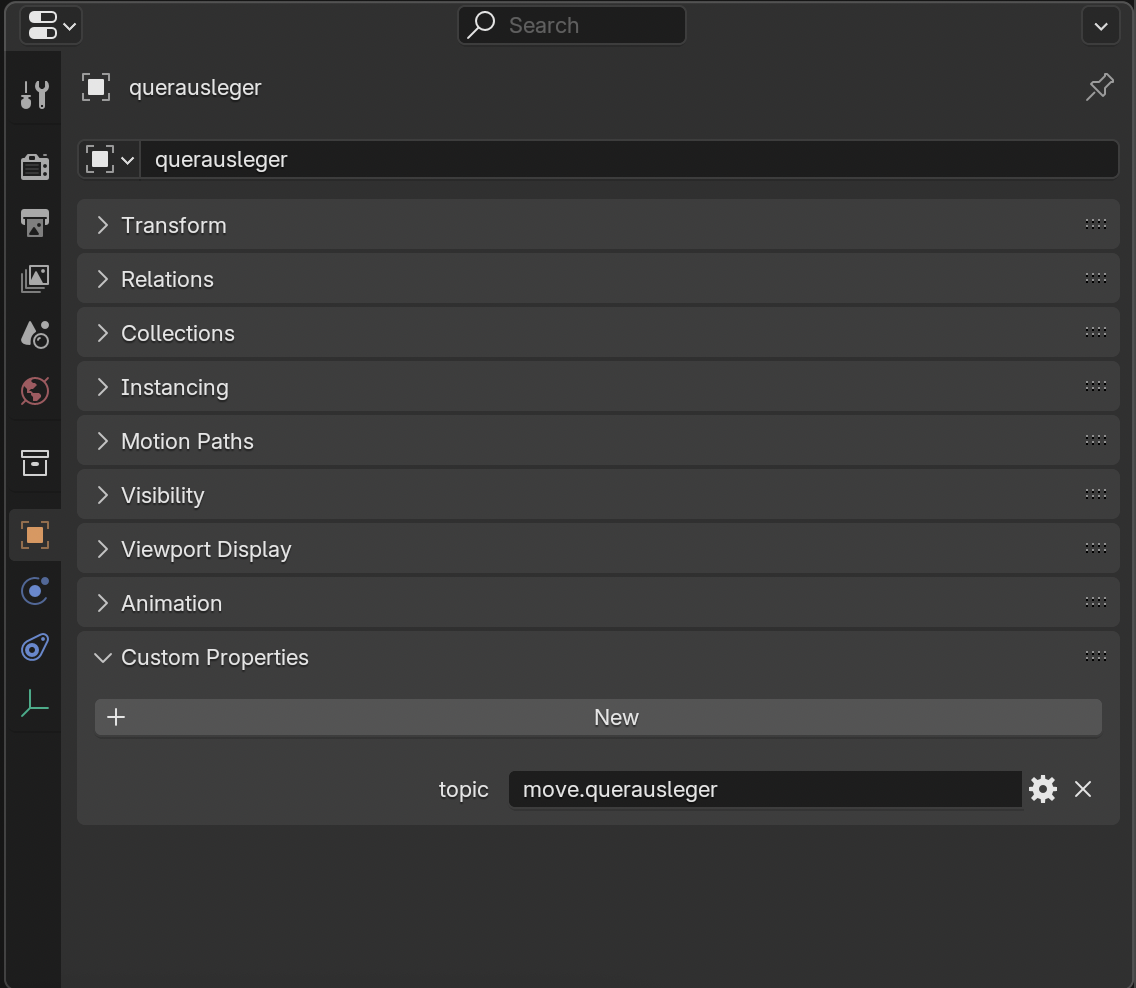 Search
querausleger
querausleger
Transform
Relations
Collections
Instancing
Motion Paths
Visibility
Viewport Display
Animation
Custom Properties
New
topic move.querausleger